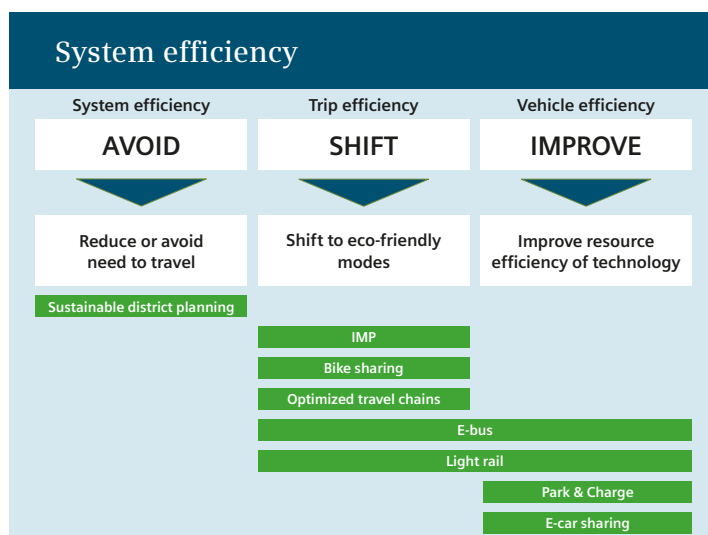 System efficiency
System efficiency
Trip efficiency
Vehicle efficiency
AVOID
SHIFT
IMPROVE
Reduce or avoid
need to travel
Shift to eco-friendly
modes
Improve resource
efficiency of technology
Sustainable district planning
IMP
Bike sharing
Optimized travel chains
E-bus
Light rail
Park & Charge
E-car sharing